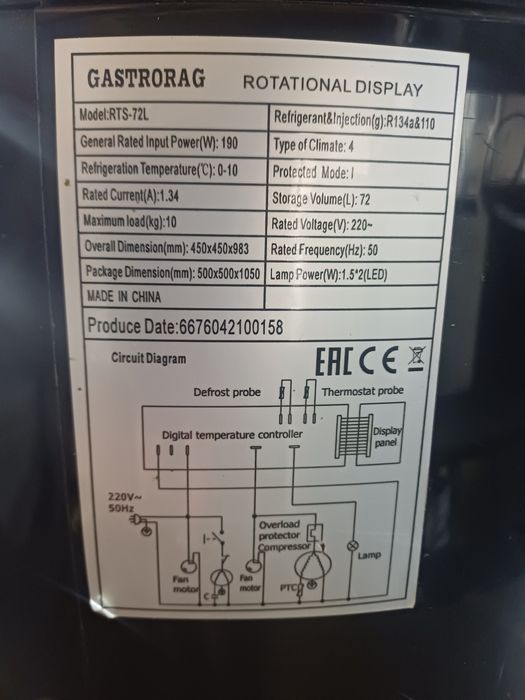 GASTRORAG ROTATIONAL DISPLAY
Model:RTS-72L Refrigerant&Injection(g):R134a&110
General Rated Input Power(W): 190 Type of Climate: 4
Refrigeration Temperature(℃): 0-10 Protected Mode: I
Rated Current(A):1.34 Storage Volume(L): 72
Maximum load(kg):10 Rated Voltage(V): 220~
Overall Dimension(mm): 450x450x983 Rated Frequency(Hz): 50
Package Dimension(mm): 500x500x1050 Lamp Power(W):1.5*2(LED)
MADE IN CHINA
Produce Date:6676042100158
Circuit Diagram EAC CE
Defrost probe Thermostat probe
Digital temperature controller Display
panel
220V~
50Hz
Overload
protector
Compressor
Lamp
Fan
motor
C
Fan
motor
PTC